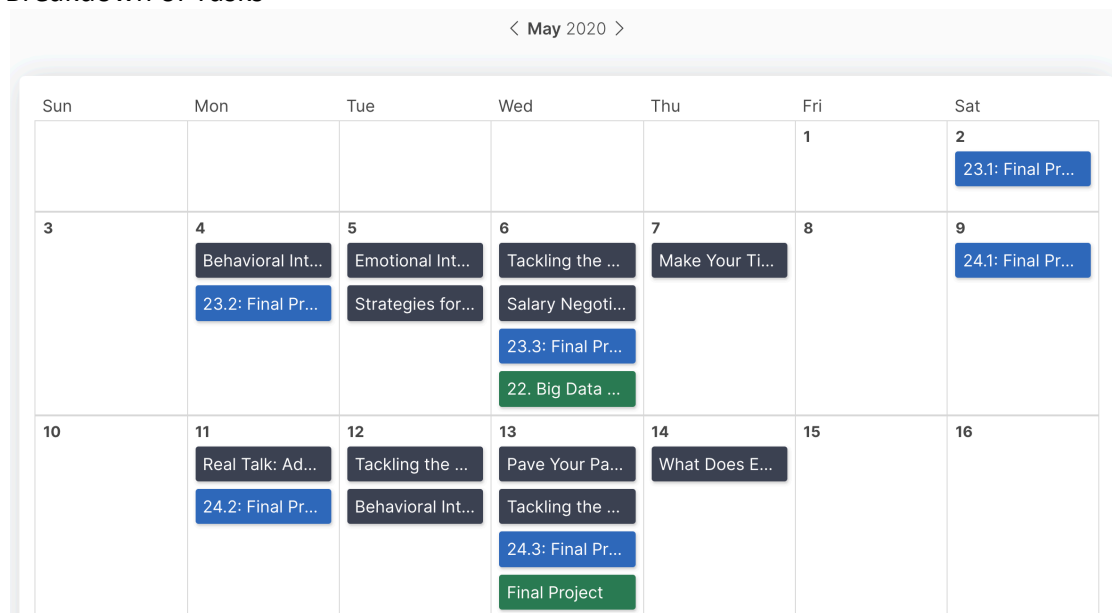 Breakdown of Tasks
May 2020
Sun Mon Tue Wed Thu Fri Sat
1 2
23.1: Final Pr...
3 4 5 6 7 8 9
Behavioral Int... Emotional Int... Tackling the ... Make Your Ti... 24.1: Final Pr...
23.2: Final Pr... Strategies for... Salary Negoti...
23.3: Final Pr...
22. Big Data ...
10 11 12 13 14 15 16
Real Talk: Ad... Tackling the ... Pave Your Pa... What Does E...
24.2: Final Pr... Behavioral Int... Tackling the ...
24.3: Final Pr...
Final Project